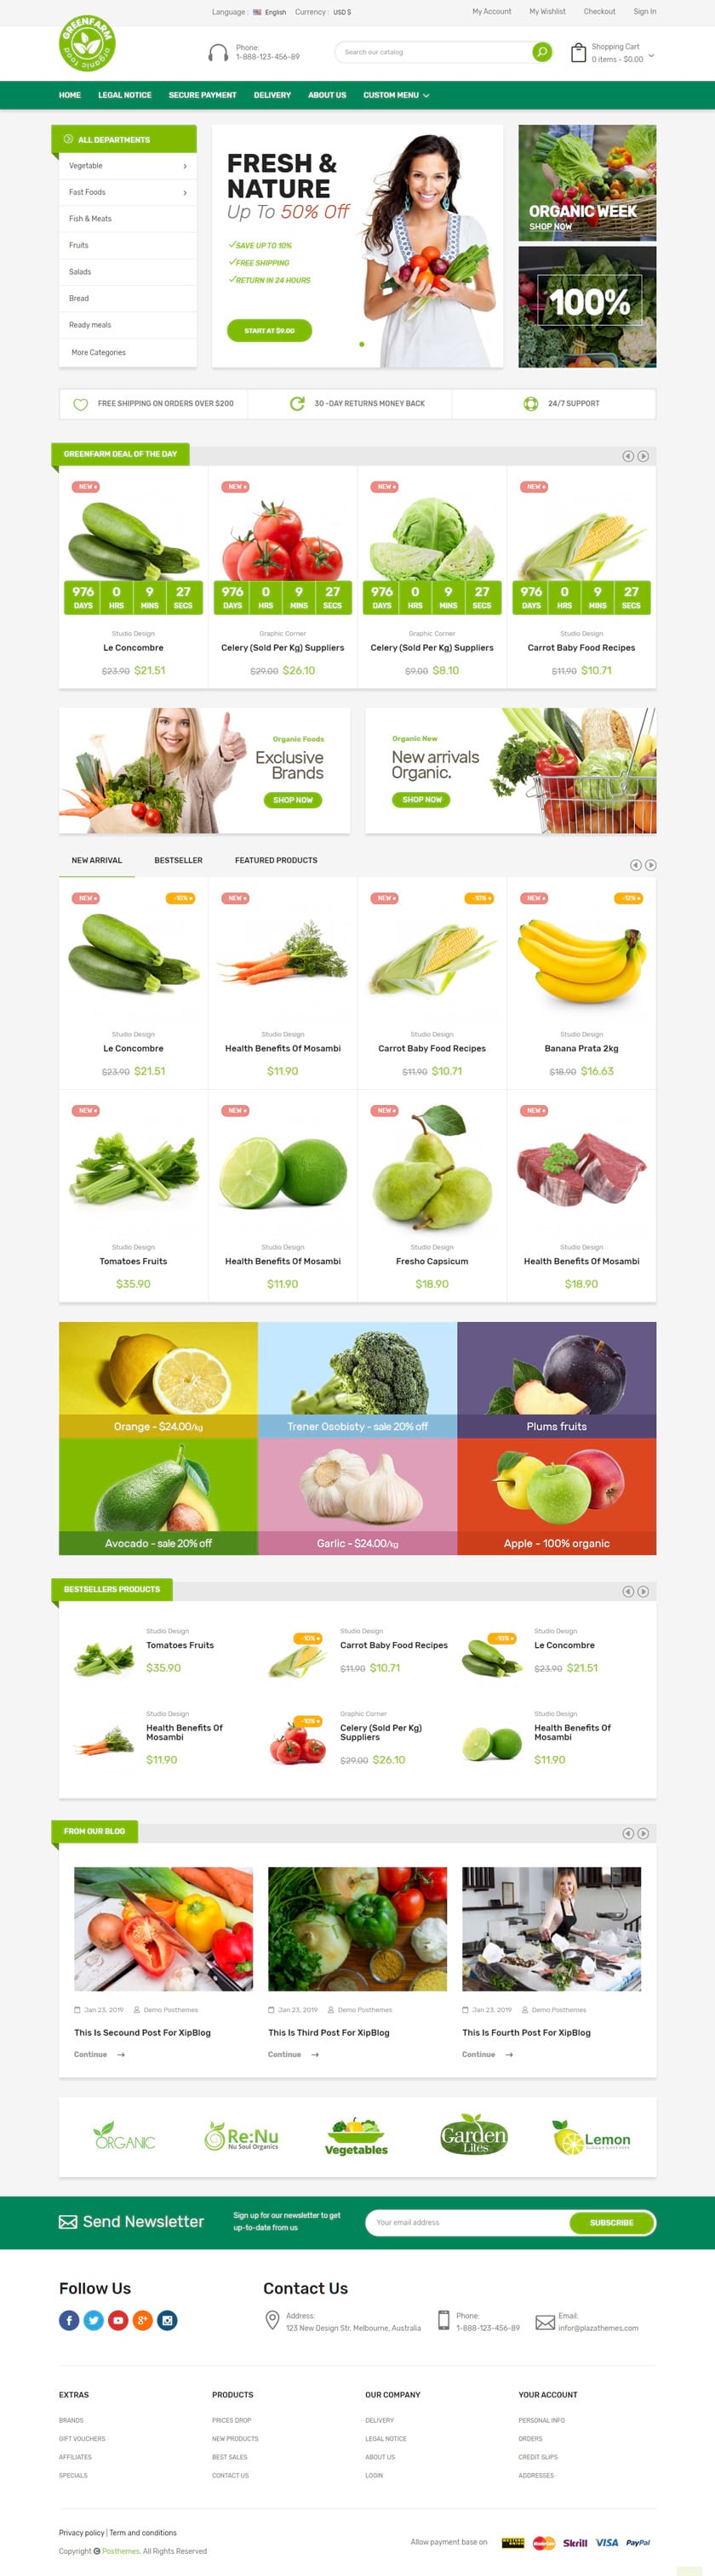 Language : English Currency : USD $
My Account My Wishlist Checkout Sign In
GREENFARM
organic food
Phone:
1-888-123-456-89
Search our catalog
Shopping Cart
0 items - $0.00
HOME LEGAL NOTICE SECURE PAYMENT DELIVERY ABOUT US CUSTOM MENU
ALL DEPARTMENTS
Vegetable
Fast Foods
Fish & Meats
Fruits
Salads
Bread
Ready meals
More Categories
FRESH &
NATURE
Up To 50% Off
SAVE UP TO 10%
FREE SHIPPING
RETURN IN 24 HOURS
START AT $9.00
ORGANIC WEEK
SHOP NOW
100%
FREE SHIPPING ON ORDERS OVER $200
30 -DAY RETURNS MONEY BACK
24/7 SUPPORT
GREENFARM DEAL OF THE DAY
NEW NEW NEW NEW
976 0 9 27 976 0 9 27 976 0 9 27 976 0 9 27
DAYS HRS MINS SECS DAYS HRS MINS SECS DAYS HRS MINS SECS DAYS HRS MINS SECS
Studio Design Graphic Corner Graphic Corner Studio Design
Le Concombre Celery (Sold Per Kg) Suppliers Celery (Sold Per Kg) Suppliers Carrot Baby Food Recipes
$23.90 $21.51 $29.00 $26.10 $9.00 $8.10 $11.90 $10.71
Organic Foods
Exclusive
Brands
SHOP NOW
Organic New
New arrivals
Organic.
SHOP NOW
NEW ARRIVAL BESTSELLER FEATURED PRODUCTS
NEW -10% NEW NEW -10% NEW -12%
Studio Design Studio Design Studio Design Studio Design
Le Concombre Health Benefits Of Mosambi Carrot Baby Food Recipes Banana Prata 2kg
$23.90 $21.51 $11.90 $11.90 $10.71 $18.90 $16.63
NEW NEW NEW NEW
Studio Design Studio Design Studio Design Studio Design
Tomatoes Fruits Health Benefits Of Mosambi Fresho Capsicum Health Benefits Of Mosambi
$35.90 $11.90 $18.90 $18.90
Orange - $24.00/kg Trener Osobisty - sale 20% off Plums fruits
Avocado - sale 20% off Garlic - $24.00/kg Apple - 100% organic
BESTSELLERS PRODUCTS
Studio Design
Tomatoes Fruits
$35.90
-10%
Studio Design
Carrot Baby Food Recipes
$11.90 $10.71
-10%
Studio Design
Le Concombre
$23.90 $21.51
Studio Design
Health Benefits Of
Mosambi
$11.90
-10%
Graphic Corner
Celery (Sold Per Kg)
Suppliers
$29.00 $26.10
Studio Design
Health Benefits Of
Mosambi
$11.90
FROM OUR BLOG
Jan 23, 2019 Demo Posthemes Jan 23, 2019 Demo Posthemes Jan 23, 2019 Demo Posthemes
This Is Secound Post For XipBlog This Is Third Post For XipBlog This Is Fourth Post For XipBlog
Continue Continue Continue
ORGANIC
Re:Nu
Nu Soul Organics
Vegetables
Garden
Lites
Lemon
Send Newsletter
Sign up for our newsletter to get
up-to-date from us
Your email address
SUBSCRIBE
Follow Us
Contact Us
Address:
123 New Design Str, Melbourne, Australia
Phone:
1-888-123-456-89
Email:
infor@plazathemes.com
EXTRAS PRODUCTS OUR COMPANY YOUR ACCOUNT
BRANDS PRICES DROP DELIVERY PERSONAL INFO
GIFT VOUCHERS NEW PRODUCTS LEGAL NOTICE ORDERS
AFFILIATES BEST SALES ABOUT US CREDIT SLIPS
SPECIALS CONTACT US LOGIN ADDRESSES
Privacy policy | Term and conditions
Copyright © Posthemes. All Rights Reserved
Allow payment base on WESTERN UNION MasterCard Skrill VISA PayPal